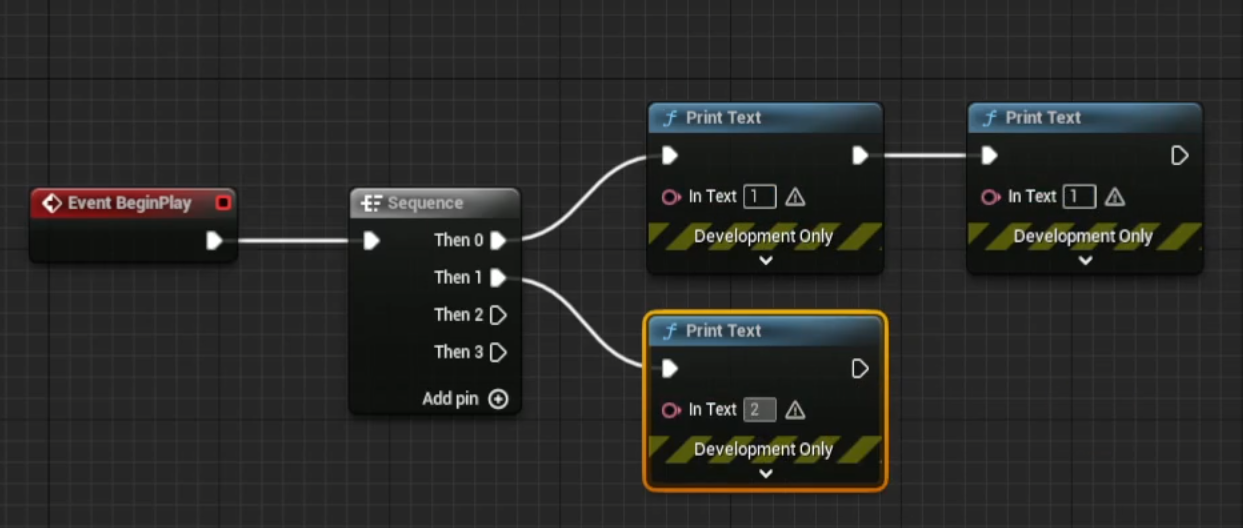 Event BeginPlay
Sequence
Then 0
Then 1
Then 2
Then 3
Add pin
Print Text
In Text 1
Development Only
Print Text
In Text 1
Development Only
Print Text
In Text 2
Development Only